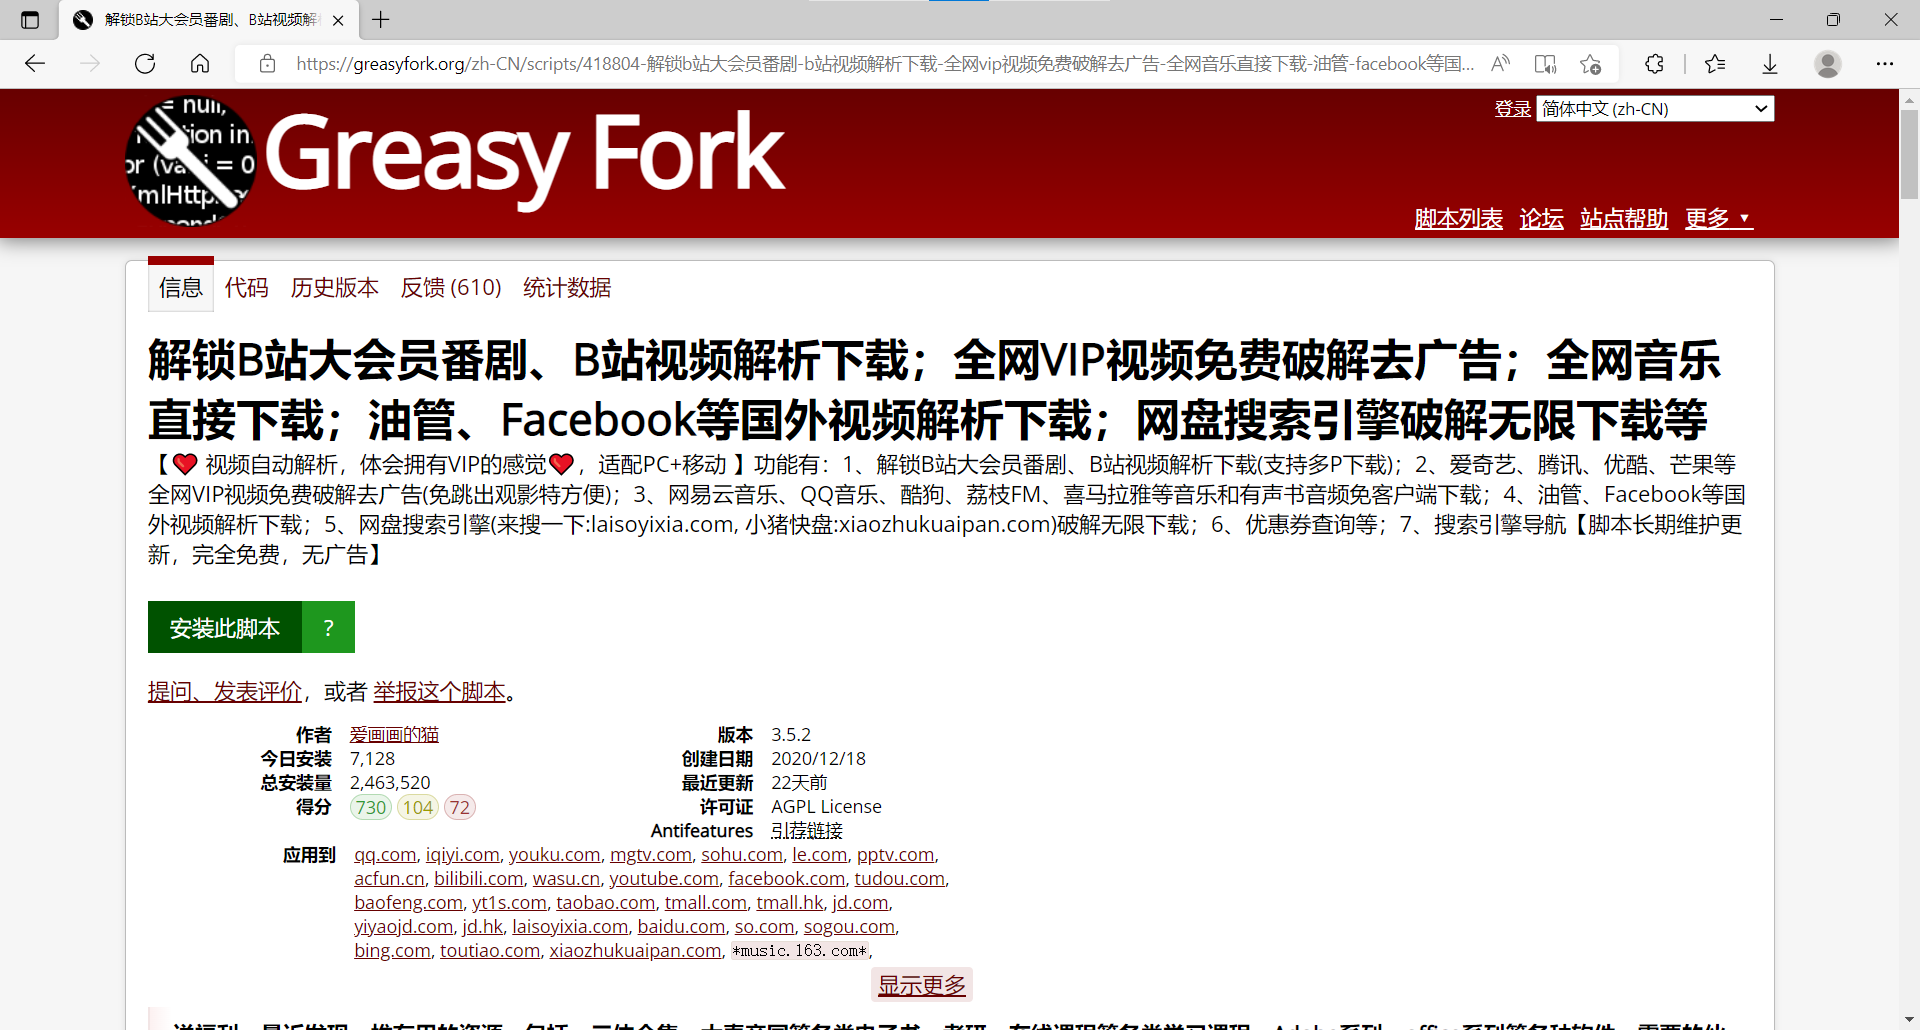 解锁B站大会员番剧、B站视频解
https://greasyfork.org/zh-CN/scripts/418804-解锁b站大会员番剧-b站视频解析下载-全网vip视频免费破解去广告-全网音乐直接下载-油管-facebook等国...
= null,
tion in
or (va i = 0
mlHttp
Greasy Fork
登录 简体中文 (zh-CN)
脚本列表 论坛 站点帮助 更多 ▼
信息 代码 历史版本 反馈 (610) 统计数据
解锁B站大会员番剧、B站视频解析下载；全网VIP视频免费破解去广告；全网音乐
直接下载；油管、Facebook等国外视频解析下载；网盘搜索引擎破解无限下载等
【❤️ 视频自动解析，体会拥有VIP的感觉❤️，适配PC+移动 】功能有：1、解锁B站大会员番剧、B站视频解析下载(支持多P下载)；2、爱奇艺、腾讯、优酷、芒果等
全网VIP视频免费破解去广告(免跳出观影特方便)；3、网易云音乐、QQ音乐、酷狗、荔枝FM、喜马拉雅等音乐和有声书音频免客户端下载；4、油管、Facebook等国
外视频解析下载；5、网盘搜索引擎(来搜一下:laisoyixia.com, 小猪快盘:xiaozhukuaipan.com)破解无限下载；6、优惠券查询等；7、搜索引擎导航【脚本长期维护更
新，完全免费，无广告】
安装此脚本 ?
提问、发表评价，或者 举报这个脚本。
作者 爱画画的猫 版本 3.5.2
今日安装 7,128 创建日期 2020/12/18
总安装量 2,463,520 最近更新 22天前
得分 730 104 72 许可证 AGPL License
Antifeatures 引荐链接
应用到 qq.com, iqiyi.com, youku.com, mgtv.com, sohu.com, le.com, pptv.com,
acfun.cn, bilibili.com, wasu.cn, youtube.com, facebook.com, tudou.com,
baofeng.com, yt1s.com, taobao.com, tmall.com, tmall.hk, jd.com,
yiyaojd.com, jd.hk, laisoyixia.com, baidu.com, so.com, sogou.com,
bing.com, toutiao.com, xiaozhukuaipan.com, *music.163.com*,
显示更多